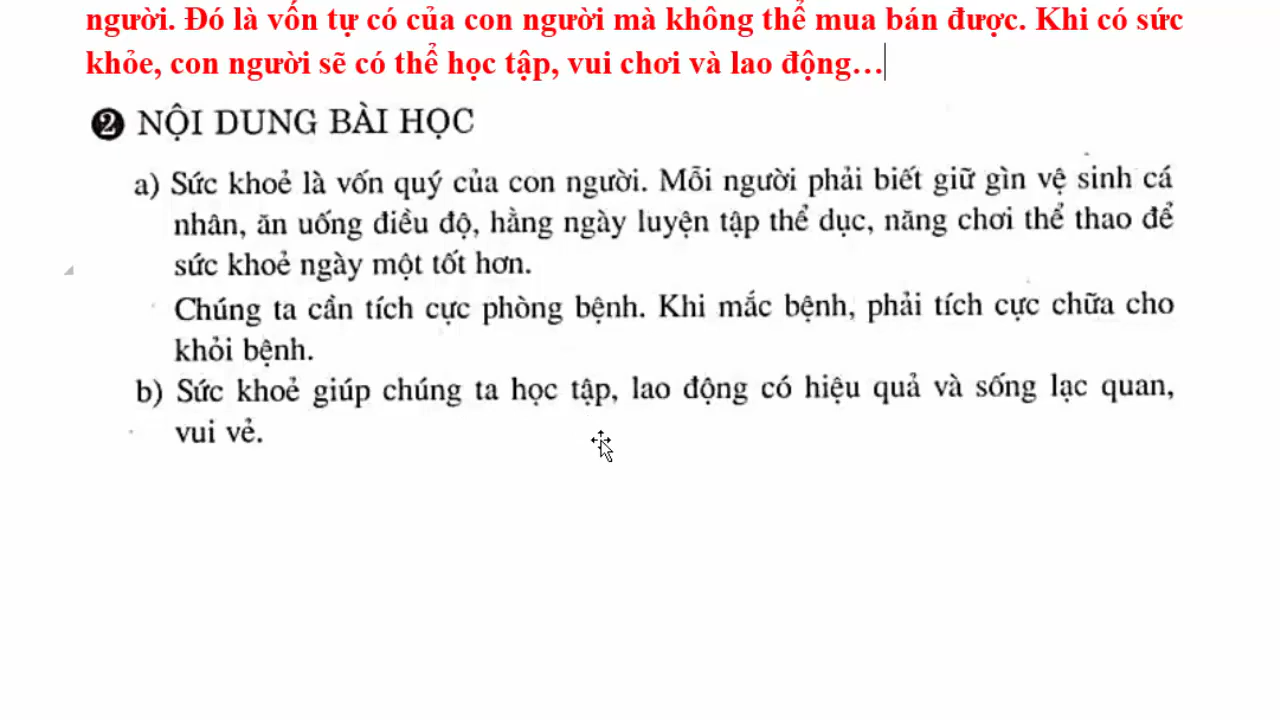 người. Đó là vốn tự có của con người mà không thể mua bán được. Khi có sức
khỏe, con người sẽ có thể học tập, vui chơi và lao động…
2 NỘI DUNG BÀI HỌC
a) Sức khoẻ là vốn quý của con người. Mỗi người phải biết giữ gìn vệ sinh cá
nhân, ăn uống điều độ, hằng ngày luyện tập thể dục, năng chơi thể thao để
sức khoẻ ngày một tốt hơn.
Chúng ta cần tích cực phòng bệnh. Khi mắc bệnh, phải tích cực chữa cho
khỏi bệnh.
b) Sức khoẻ giúp chúng ta học tập, lao động có hiệu quả và sống lạc quan,
vui vẻ.